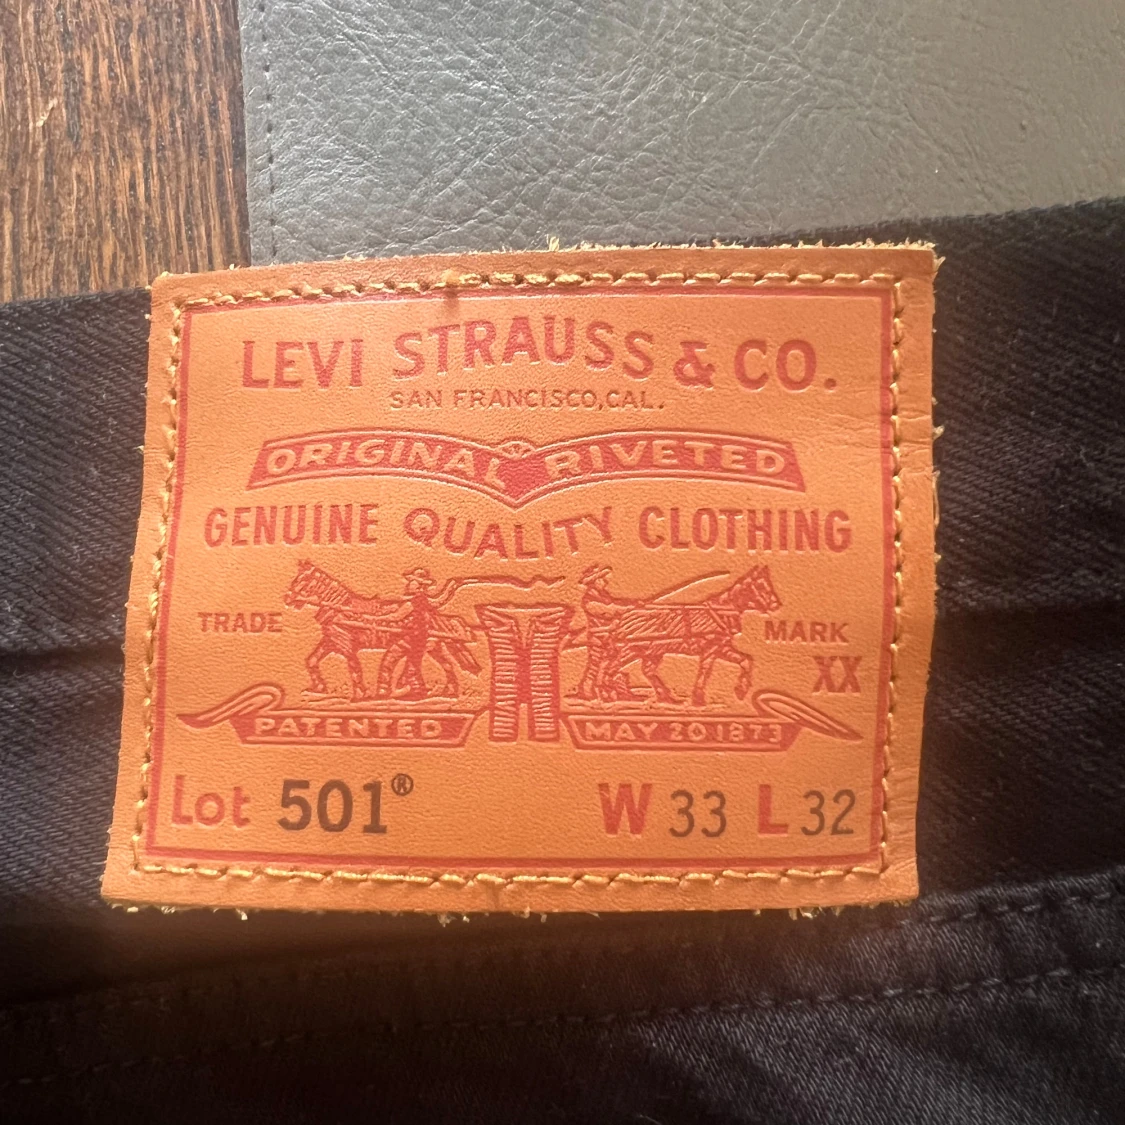 LEVI STRAUSS & CO.
SAN FRANCISCO,CAL.
ORIGINAL RIVETED
GENUINE QUALITY CLOTHING
TRADE MARK
XX
PATENTED MAY 20 1873
Lot 501® W 33 L 32